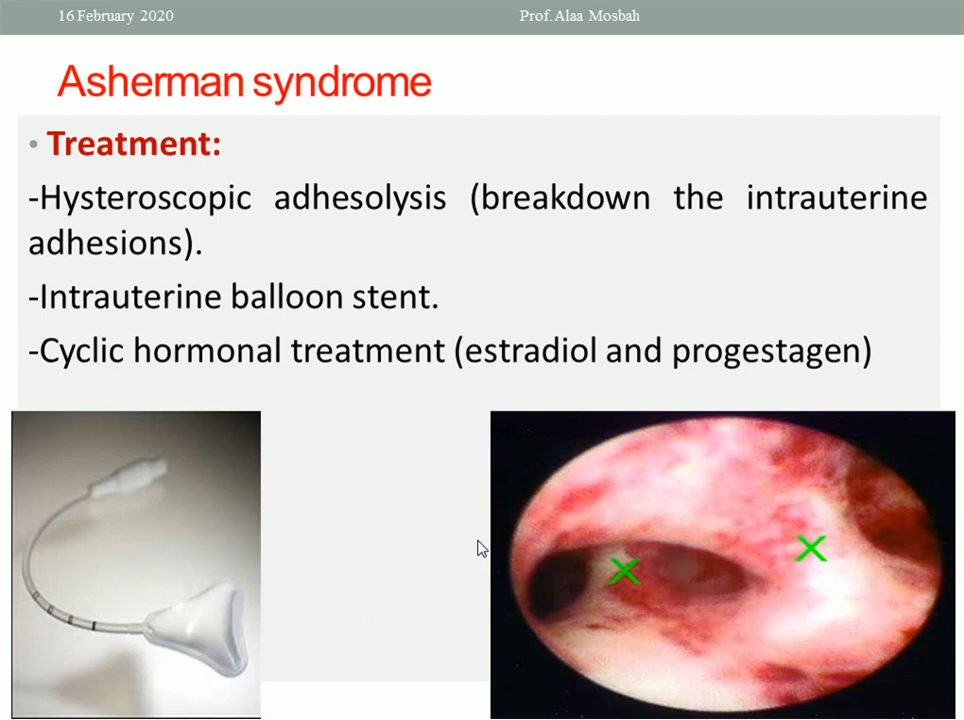 16 February 2020 Prof. Alaa Mosbah
Asherman syndrome
• Treatment:
-Hysteroscopic adhesolysis (breakdown the intrauterine
adhesions).
-Intrauterine balloon stent.
-Cyclic hormonal treatment (estradiol and progestagen)